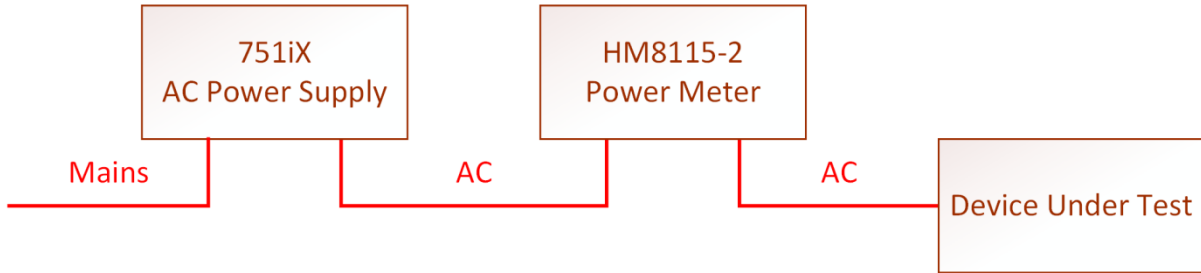 751iX
AC Power Supply
HM8115-2
Power Meter
Mains
AC
AC
Device Under Test